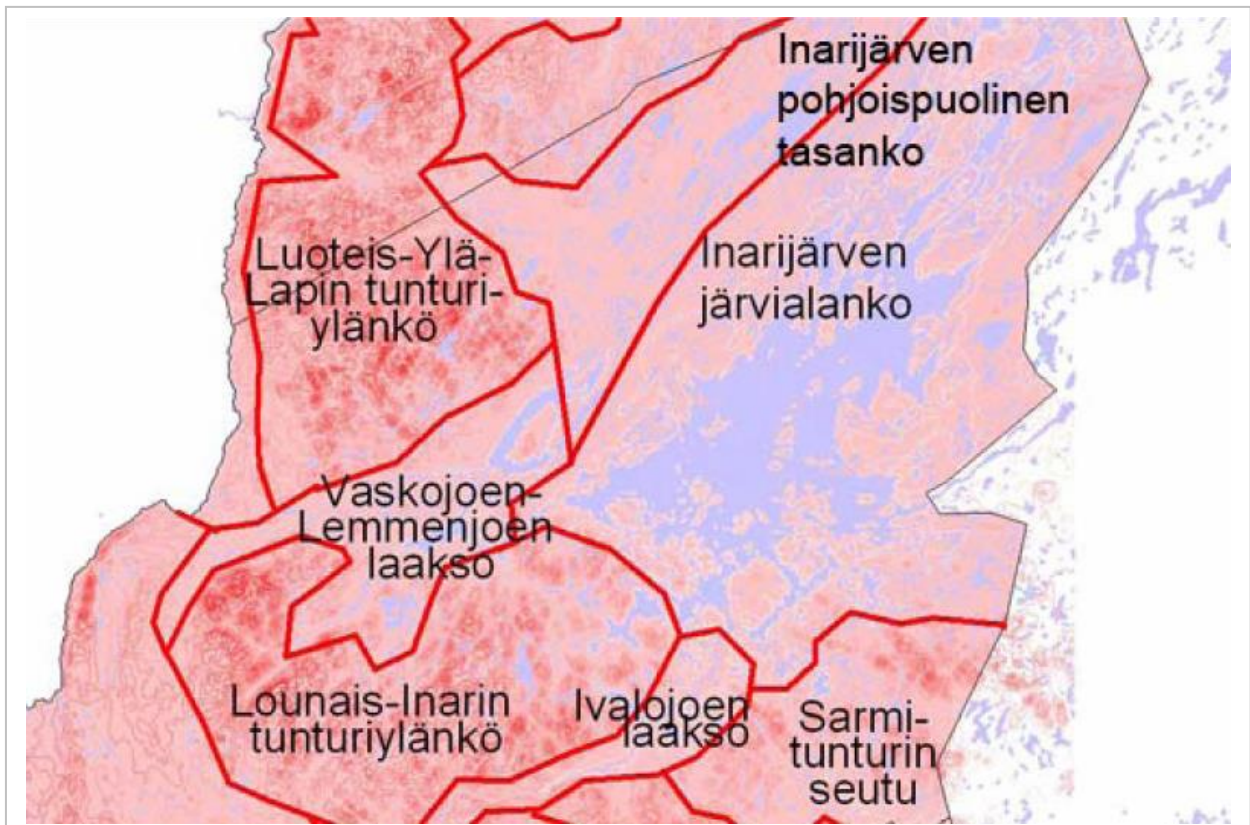 Inarijärven
pohjoispuolinen
tasanko
Luoteis-Ylä-
Lapin tunturi-
ylänkö
Inarijärven
järvialanko
Vaskojoen-
Lemmenjoen
laakso
Lounais-Inarin
tunturiylänkö
Ivalojoen
laakso
Sarmi-
tunturin
seutu